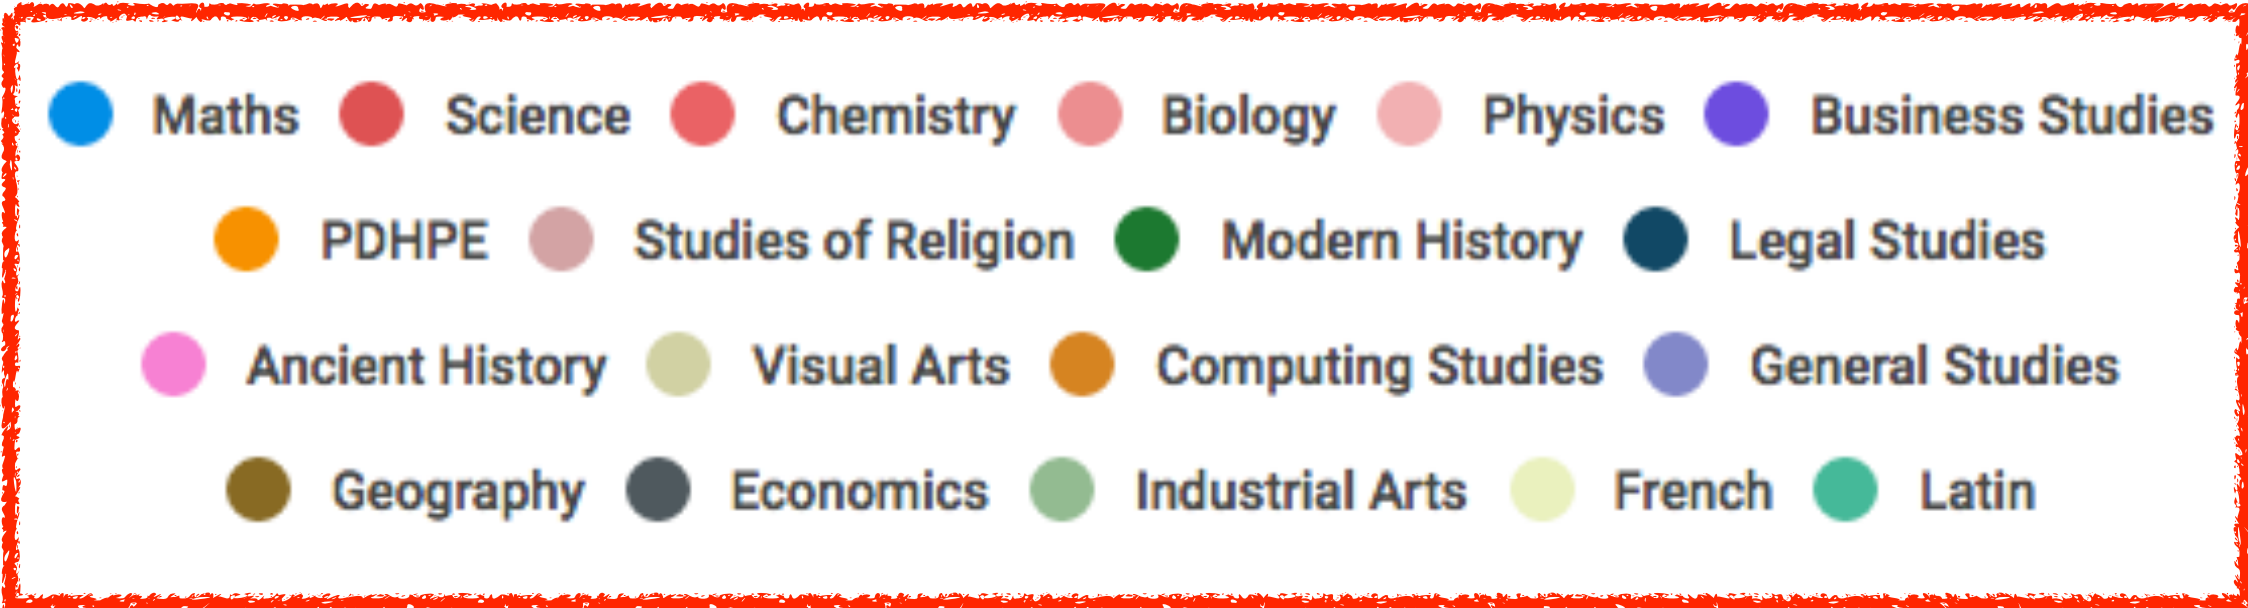 Maths Science Chemistry Biology Physics Business Studies
PDHPE Studies of Religion Modern History Legal Studies
Ancient History Visual Arts Computing Studies General Studies
Geography Economics Industrial Arts French Latin